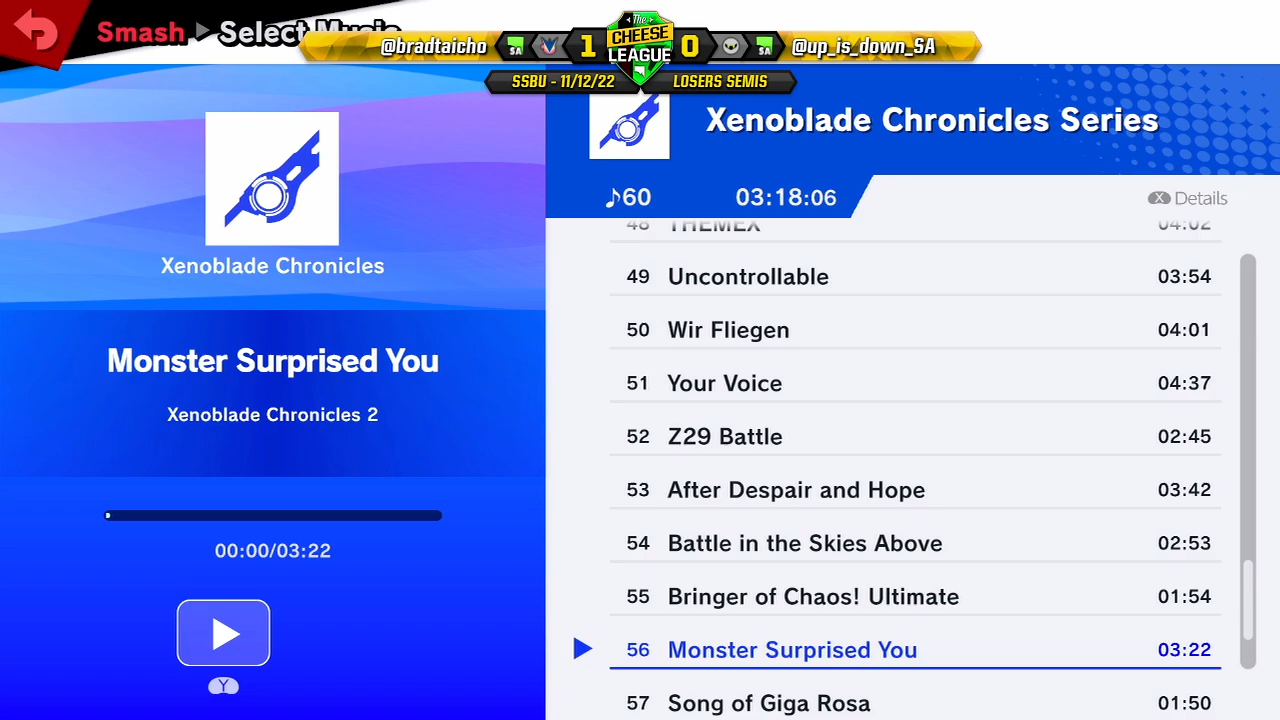 Smash ▶ Select Music
@bradtaicho SA 1 The CHEESE LEAGUE 0 SA @up_is_down_SA
SSBU - 11/12/22 LOSERS SEMIS
Xenoblade Chronicles
Monster Surprised You
Xenoblade Chronicles 2
00:00/03:22
Y
Xenoblade Chronicles Series
♪60 03:18:06
X Details
48 THEMEX 04:02
49 Uncontrollable 03:54
50 Wir Fliegen 04:01
51 Your Voice 04:37
52 Z29 Battle 02:45
53 After Despair and Hope 03:42
54 Battle in the Skies Above 02:53
55 Bringer of Chaos! Ultimate 01:54
56 Monster Surprised You 03:22
57 Song of Giga Rosa 01:50